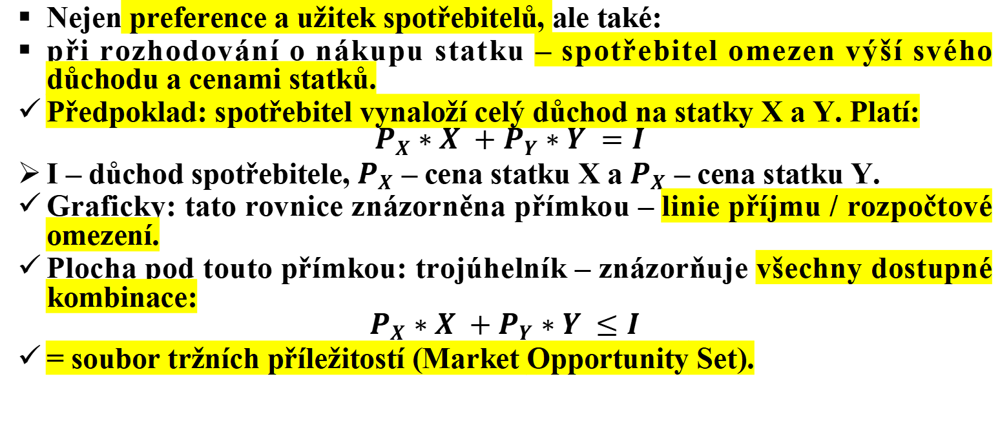 ▪ Nejen preference a užitek spotřebitelů, ale také:
▪ při rozhodování o nákupu statku – spotřebitel omezen výší svého
důchodu a cenami statků.
✓ Předpoklad: spotřebitel vynaloží celý důchod na statky X a Y. Platí:
P_X * X + P_Y * Y = I
➢ I – důchod spotřebitele, P_X – cena statku X a P_X – cena statku Y.
✓ Graficky: tato rovnice znázorněna přímkou – linie příjmu / rozpočtové
omezení.
✓ Plocha pod touto přímkou: trojúhelník – znázorňuje všechny dostupné
kombinace:
P_X * X + P_Y * Y ≤ I
✓ = soubor tržních příležitostí (Market Opportunity Set).